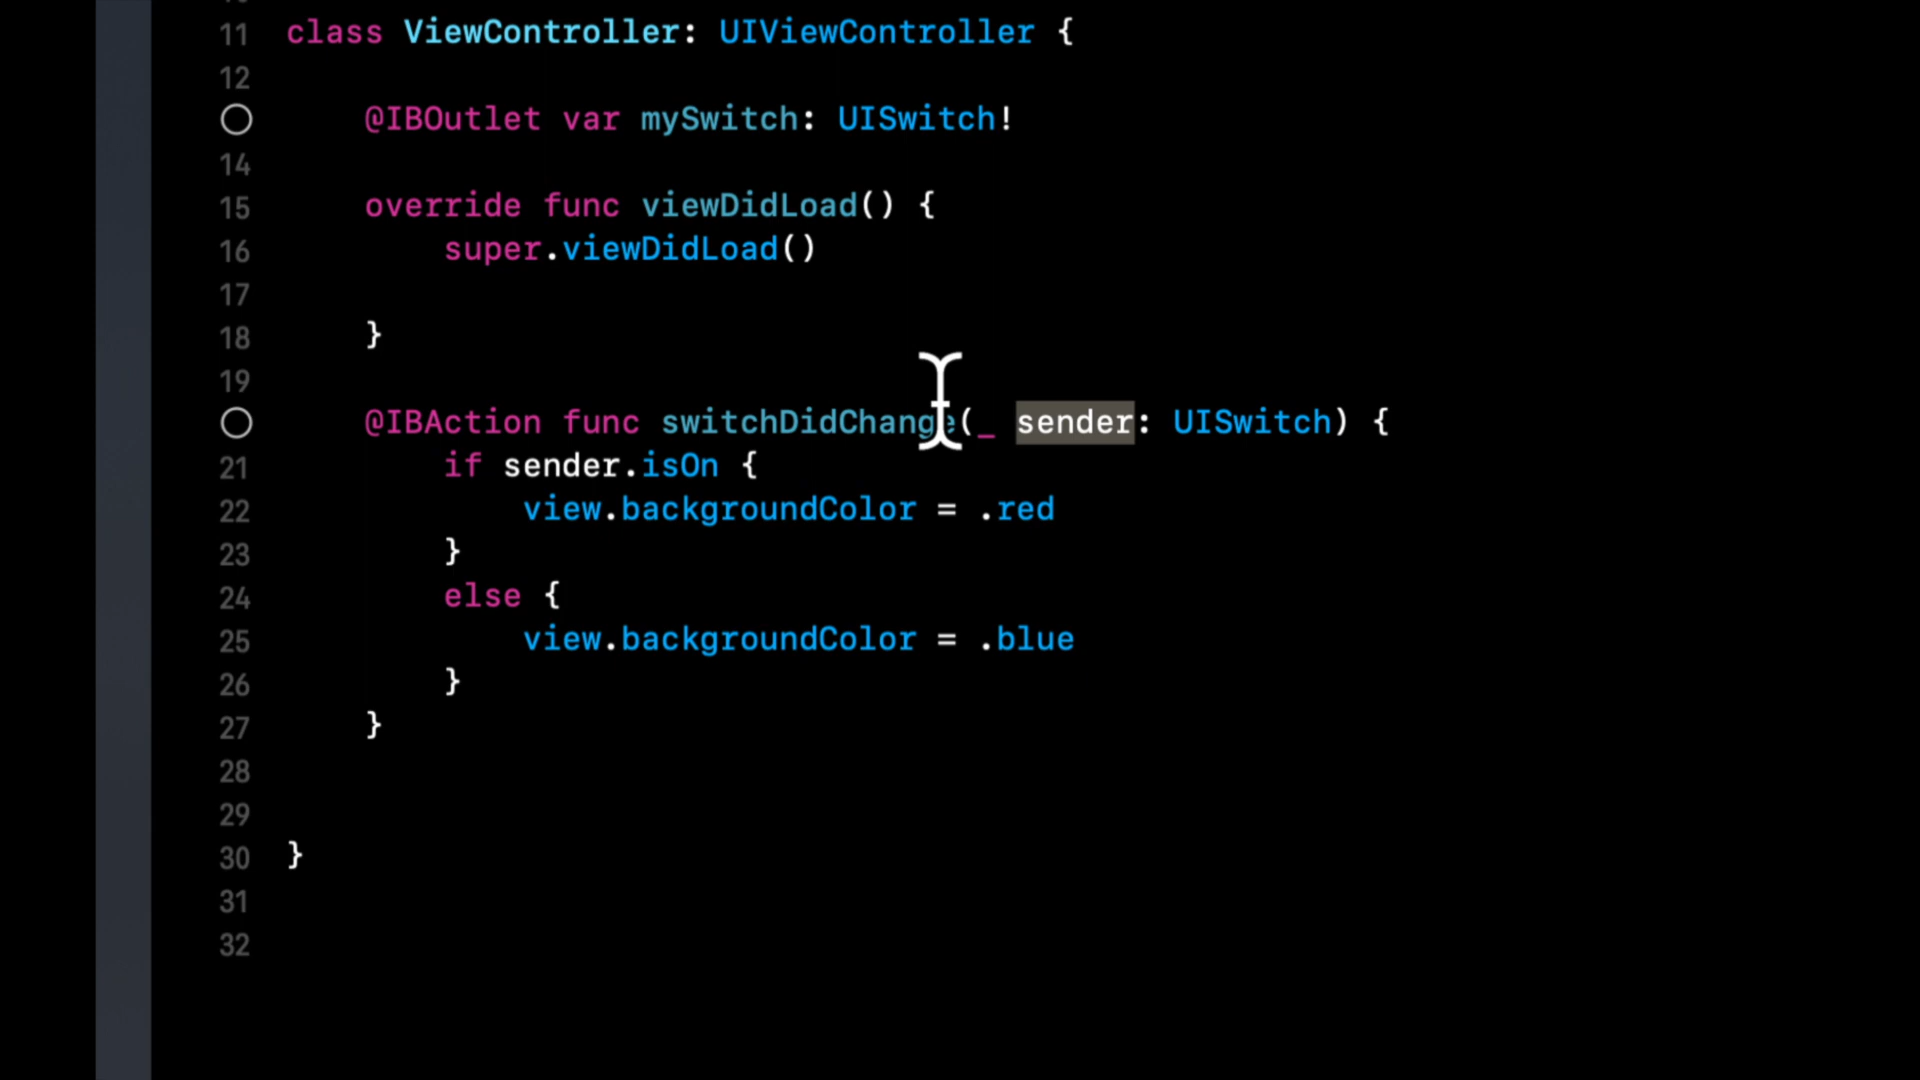 11 class ViewController: UIViewController {
12
@IBOutlet var mySwitch: UISwitch!
14
15 override func viewDidLoad() {
16 super.viewDidLoad()
17
18 }
19
@IBAction func switchDidChange(_ sender: UISwitch) {
21 if sender.isOn {
22 view.backgroundColor = .red
23 }
24 else {
25 view.backgroundColor = .blue
26 }
27 }
28
29
30 }
31
32